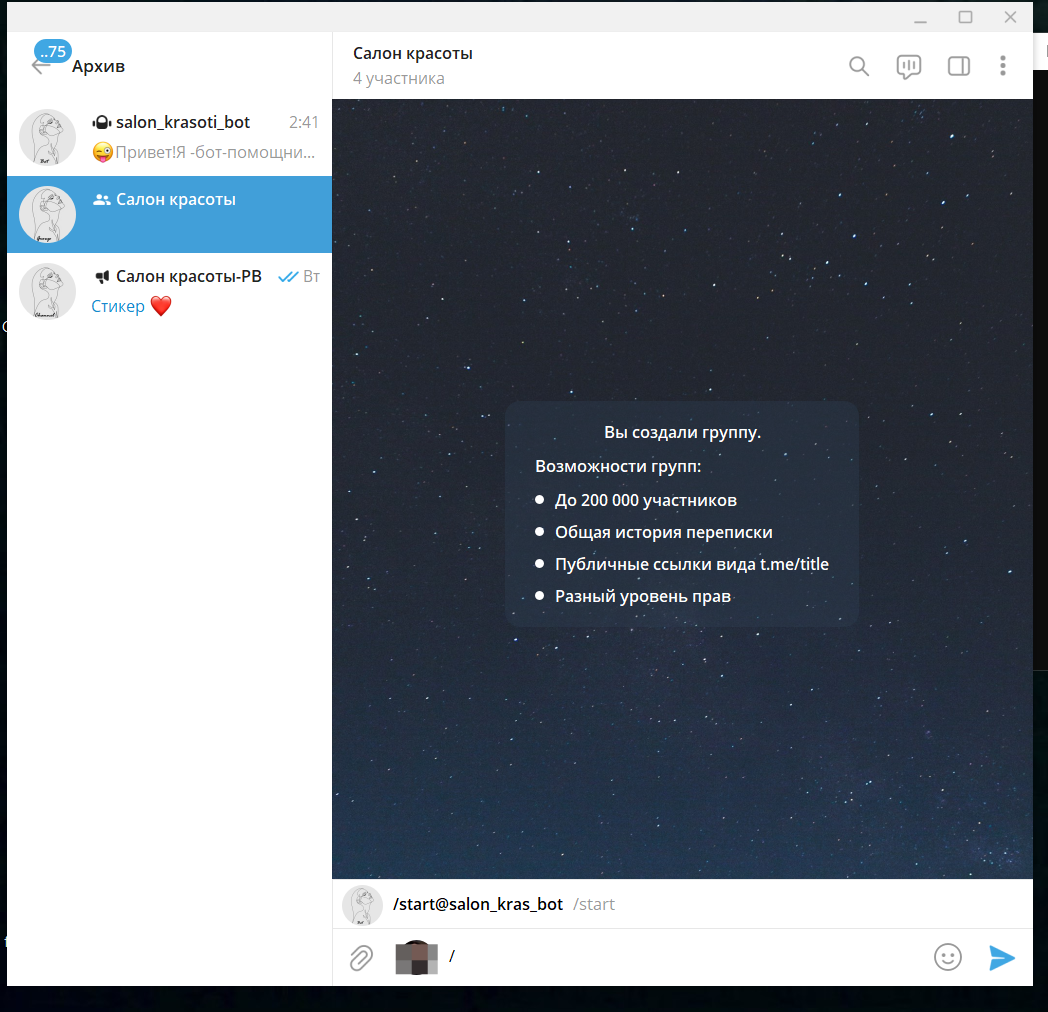 ..75
Архив
salon_krasoti_bot 2:41
😜Привет!Я -бот-помощни...
Салон красоты
Салон красоты-РВ Вт
Стикер ❤️
Салон красоты
4 участника
Вы создали группу.
Возможности групп:
До 200 000 участников
Общая история переписки
Публичные ссылки вида t.me/title
Разный уровень прав
/start@salon_kras_bot /start
/